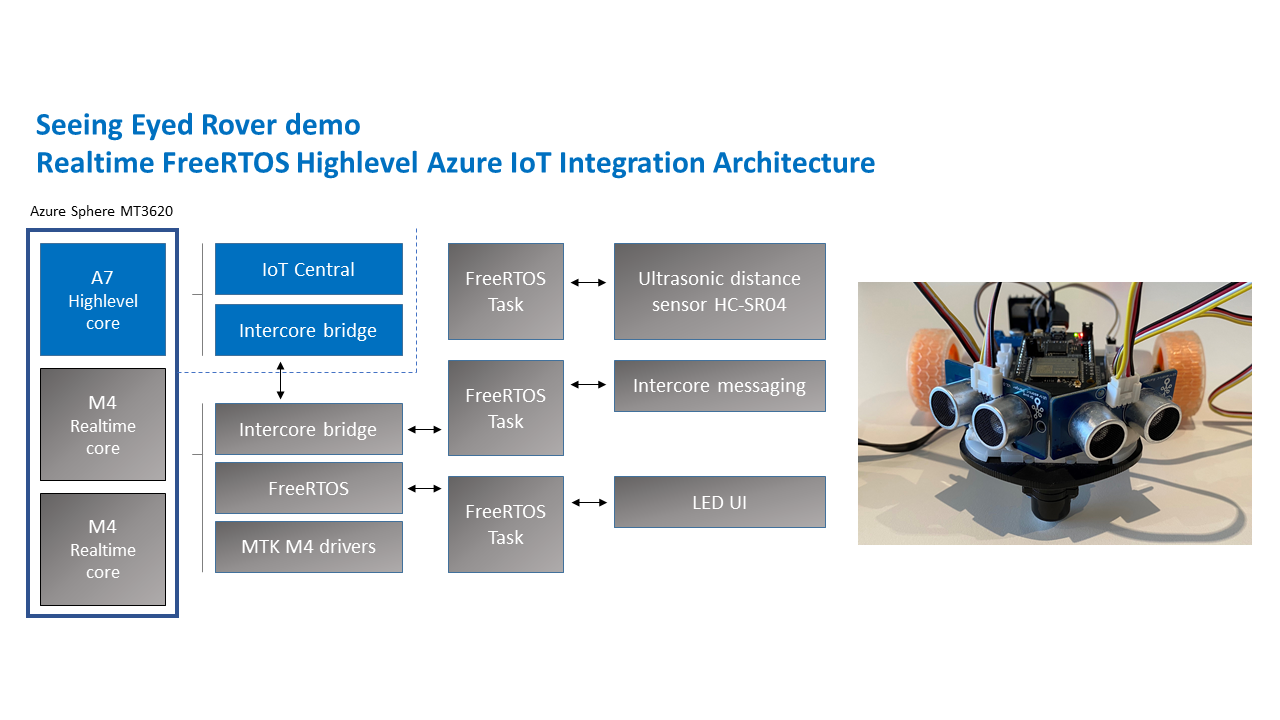 Seeing Eyed Rover demo
Realtime FreeRTOS Highlevel Azure IoT Integration Architecture
Azure Sphere MT3620
A7
Highlevel
core
M4
Realtime
core
M4
Realtime
core
IoT Central
Intercore bridge
Intercore bridge
FreeRTOS
MTK M4 drivers
FreeRTOS
Task
FreeRTOS
Task
FreeRTOS
Task
Ultrasonic distance
sensor HC-SR04
Intercore messaging
LED UI